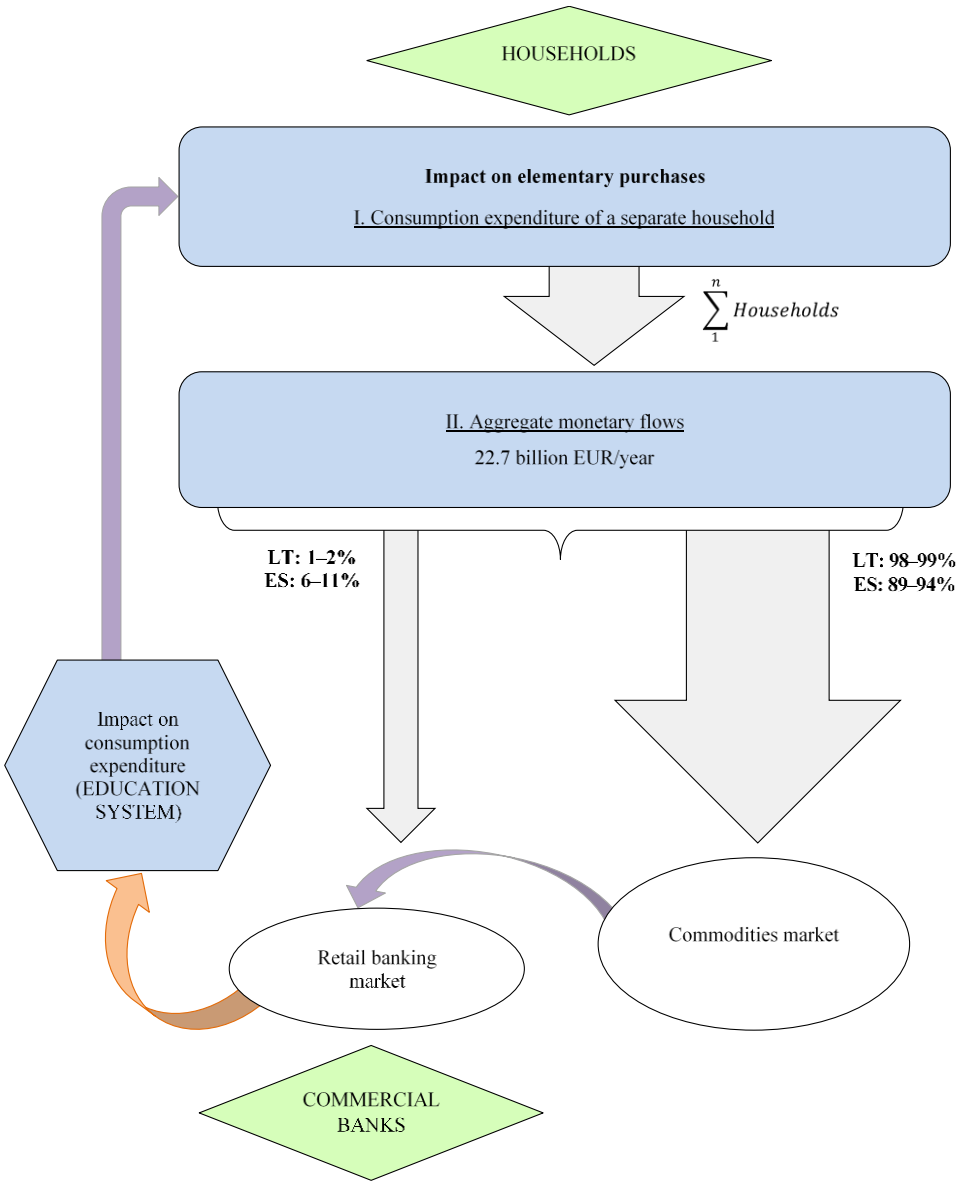 HOUSEHOLDS
Impact on elementary purchases
I. Consumption expenditure of a separate household
n
∑ Households
1
II. Aggregate monetary flows
22.7 billion EUR/year
LT: 1–2%
ES: 6–11%
LT: 98–99%
ES: 89–94%
Impact on
consumption
expenditure
(EDUCATION
SYSTEM)
Commodities market
Retail banking
market
COMMERCIAL
BANKS